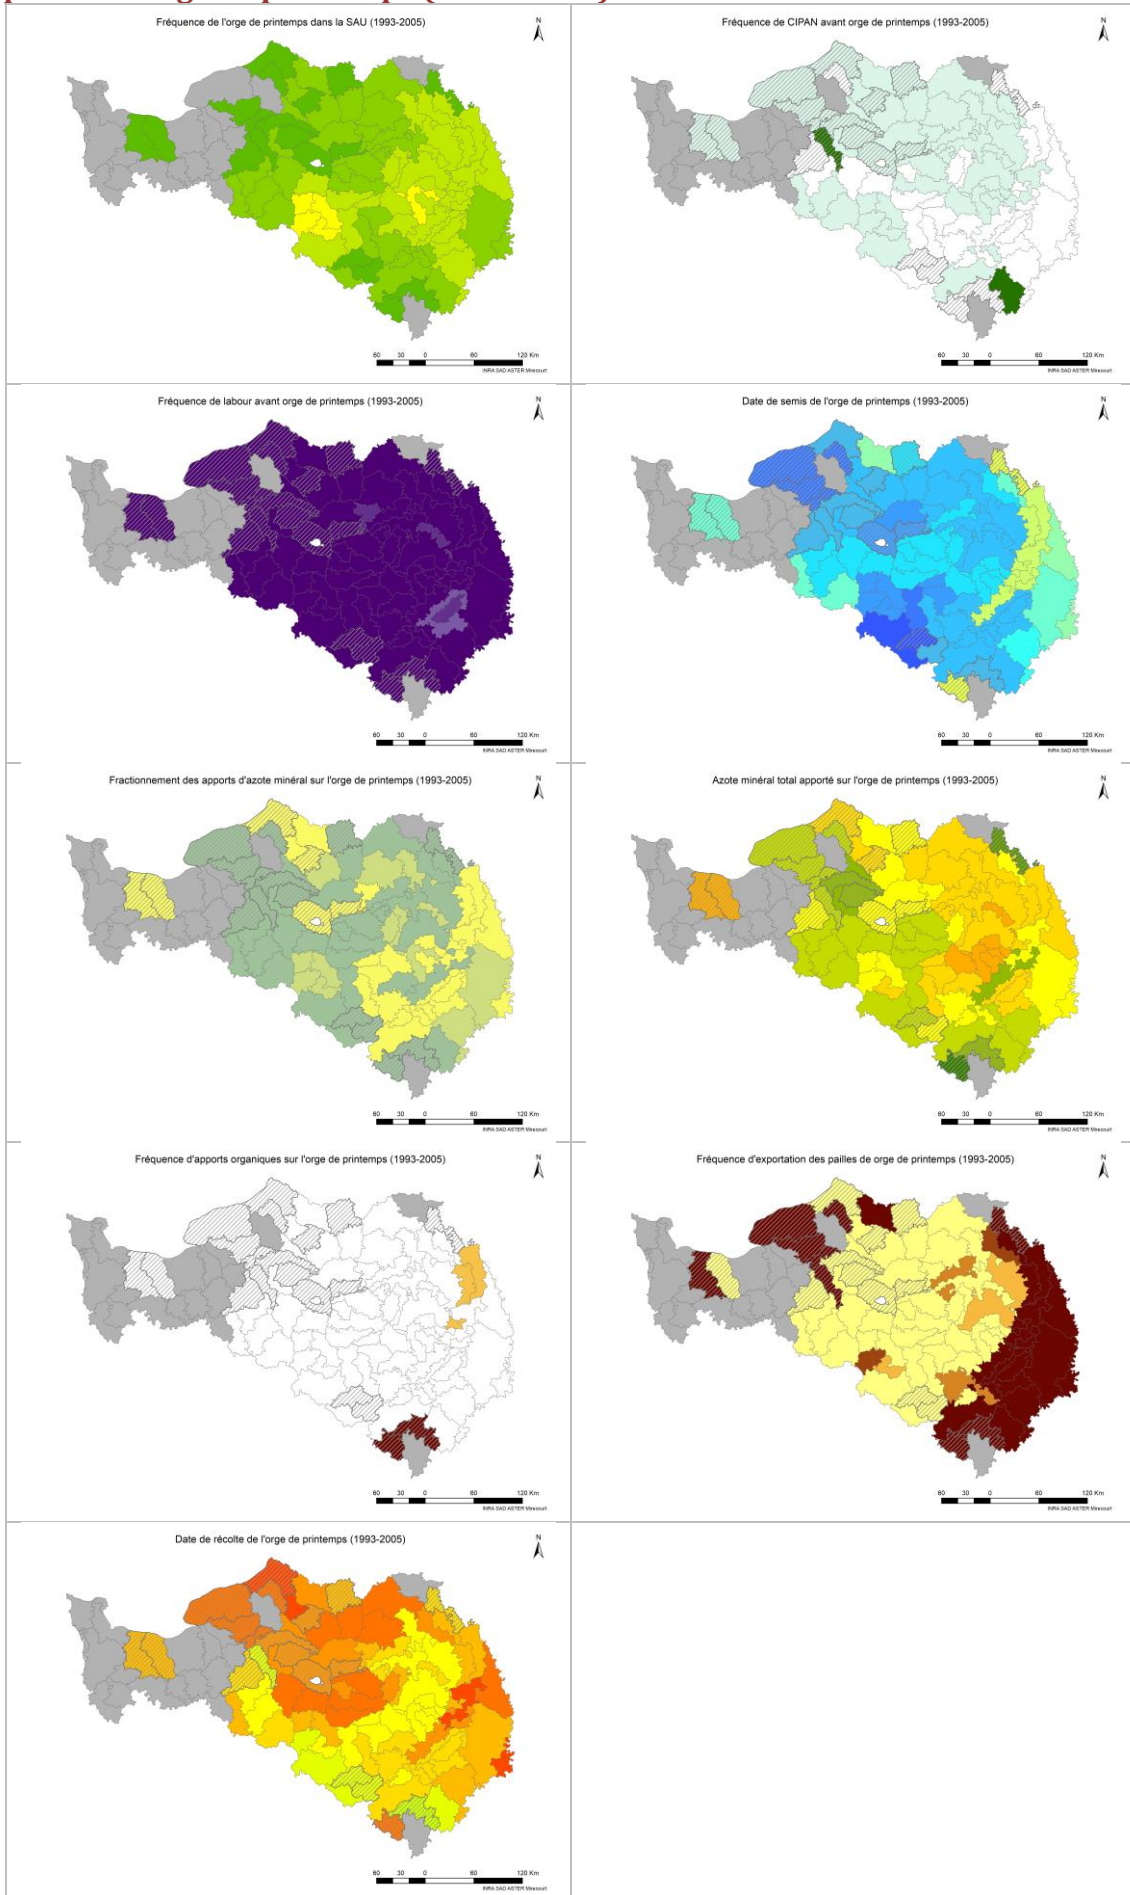 Fréquence de l'orge de printemps dans la SAU (1993-2005)
N
60 30 0 60 120 Km
INRA SAD ASTER Mirecourt
Fréquence de CIPAN avant orge de printemps (1993-2005)
N
60 30 0 60 120 Km
INRA SAD ASTER Mirecourt
Fréquence de labour avant orge de printemps (1993-2005)
N
60 30 0 60 120 Km
INRA SAD ASTER Mirecourt
Date de semis de l'orge de printemps (1993-2005)
N
60 30 0 60 120 Km
INRA SAD ASTER Mirecourt
Fractionnement des apports d'azote minéral sur l'orge de printemps (1993-2005)
N
60 30 0 60 120 Km
INRA SAD ASTER Mirecourt
Azote minéral total apporté sur l'orge de printemps (1993-2005)
N
60 30 0 60 120 Km
INRA SAD ASTER Mirecourt
Fréquence d'apports organiques sur l'orge de printemps (1993-2005)
N
60 30 0 60 120 Km
INRA SAD ASTER Mirecourt
Fréquence d'exportation des pailles de orge de printemps (1993-2005)
N
60 30 0 60 120 Km
INRA SAD ASTER Mirecourt
Date de récolte de l'orge de printemps (1993-2005)
N
60 30 0 60 120 Km
INRA SAD ASTER Mirecourt